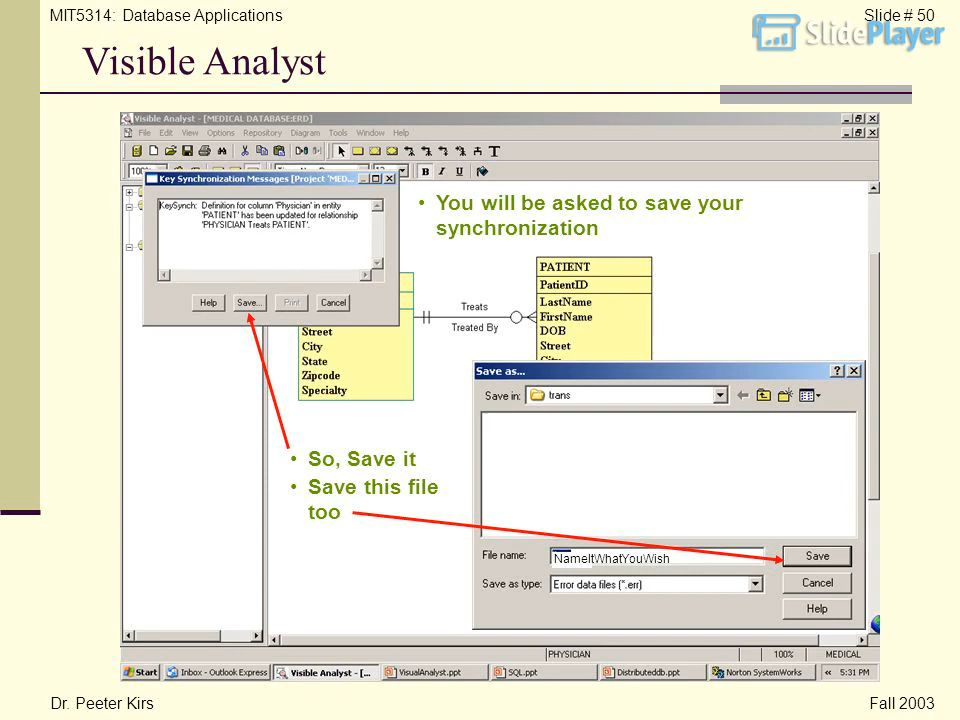 MIT5314: Database Applications
Slide # 50
SlidePlayer
Visible Analyst
Visible Analyst - [MEDICAL DATABASE:ERD]
File Edit View Options Repository Diagram Tools Window Help
100%
B I U
Key Synchronization Messages [Project 'MED...
KeySynch: Definition for column 'Physician' in entity
'PATIENT' has been updated for relationship
'PHYSICIAN Treats PATIENT'.
Help Save... Print Cancel
• You will be asked to save your
synchronization
PATIENT
PatientID
LastName
FirstName
DOB
Street
City
Treats
Treated By
Street
City
State
Zipcode
Specialty
Save as...
Save in: trans
• So, Save it
• Save this file
too
File name: NameItWhatYouWish Save
Save as type: Error data files (*.err) Cancel
Help
PHYSICIAN 100% MEDICAL
Start Inbox - Outlook Express Visible Analyst - [... VisualAnalyst.ppt SQL.ppt Distributeddb.ppt Norton SystemWorks « 5:31 PM
Dr. Peeter Kirs
Fall 2003